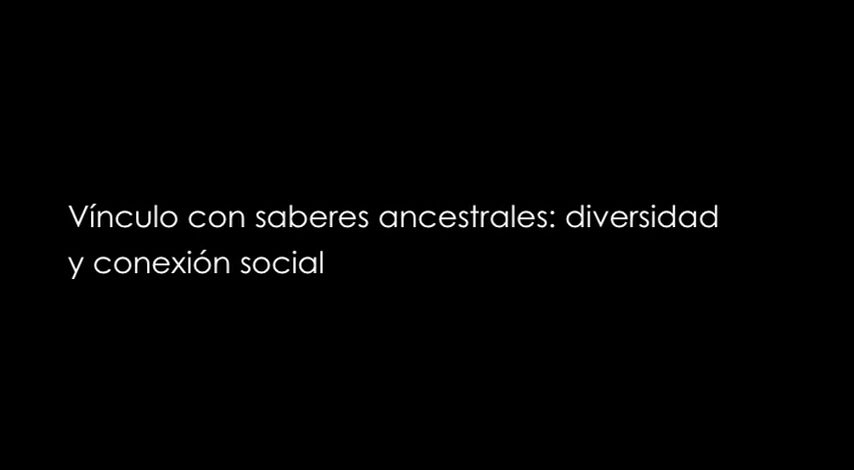 Vínculo con saberes ancestrales: diversidad
y conexión social